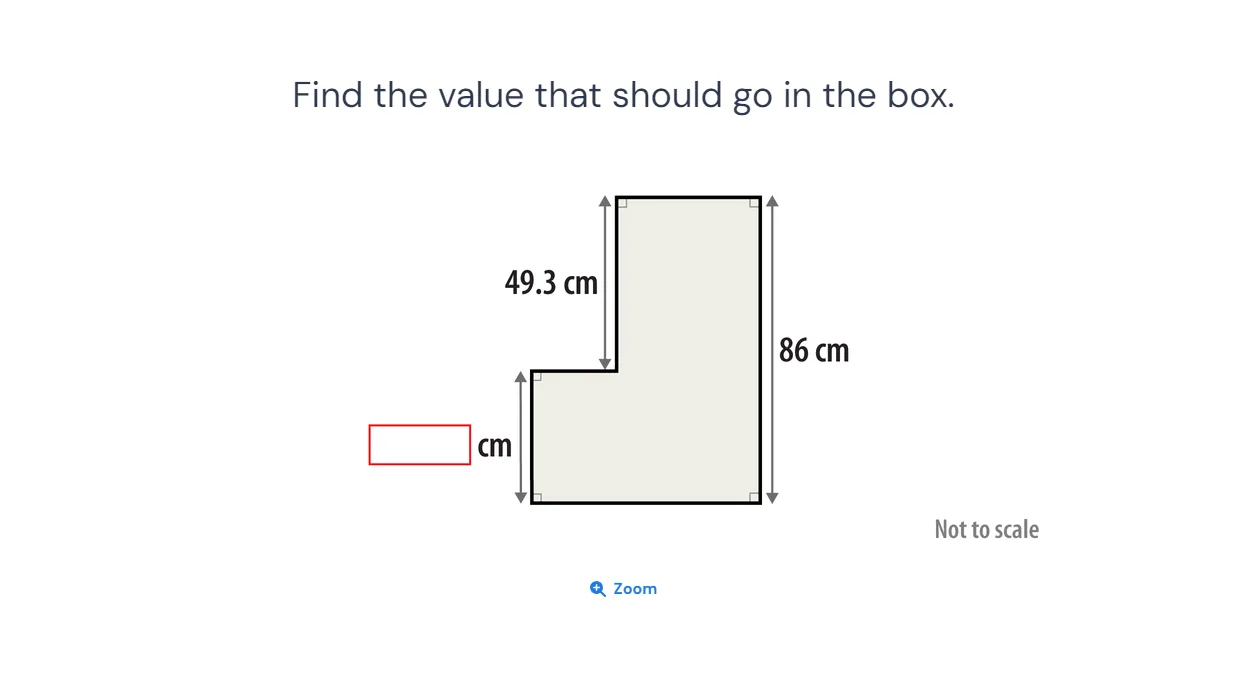 Find the value that should go in the box.
49.3 cm
86 cm
cm
Not to scale
Zoom